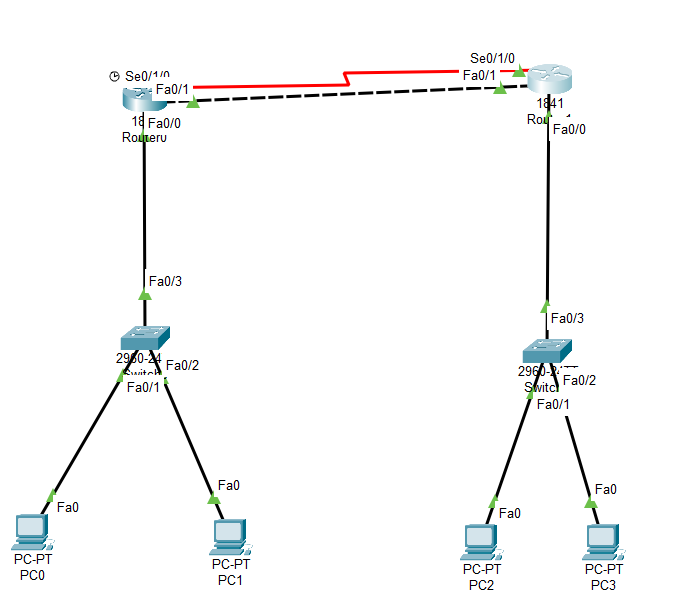 Se0/1/0
Fa0/1
Fa0/0
Se0/1/0
Fa0/1
1841
Fa0/0
Fa0/3
Fa0/2
Fa0/1
Fa0/3
Fa0/2
Fa0/1
Fa0
PC-PT
PC0
Fa0
PC-PT
PC1
Fa0
PC-PT
PC2
Fa0
PC-PT
PC3